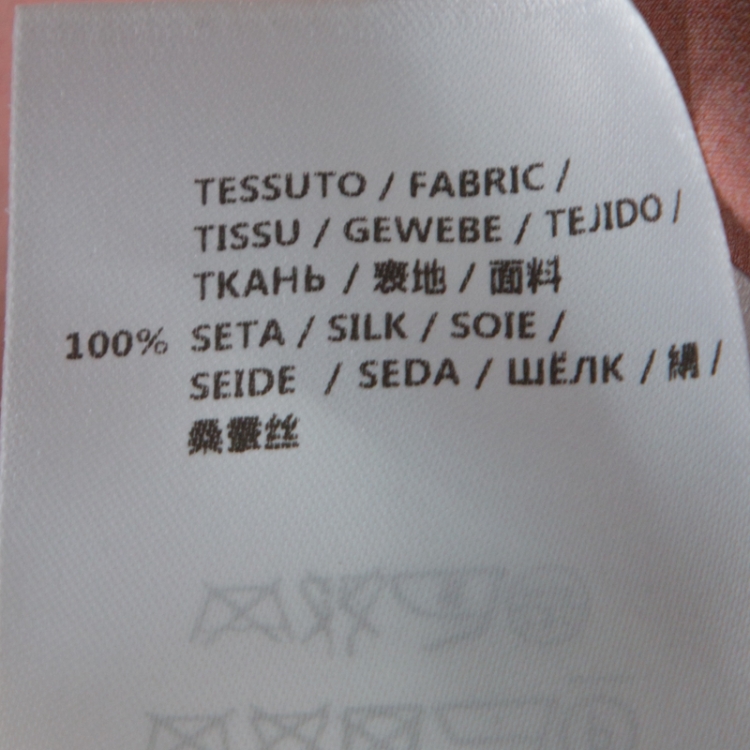 TESSUTO / FABRIC /
TISSU / GEWEBE / TEJIDO /
ТКАНЬ / 表地 / 面料
100% SETA / SILK / SOIE /
SEIDE / SEDA / ШЁЛК / 絹 /
桑蚕丝